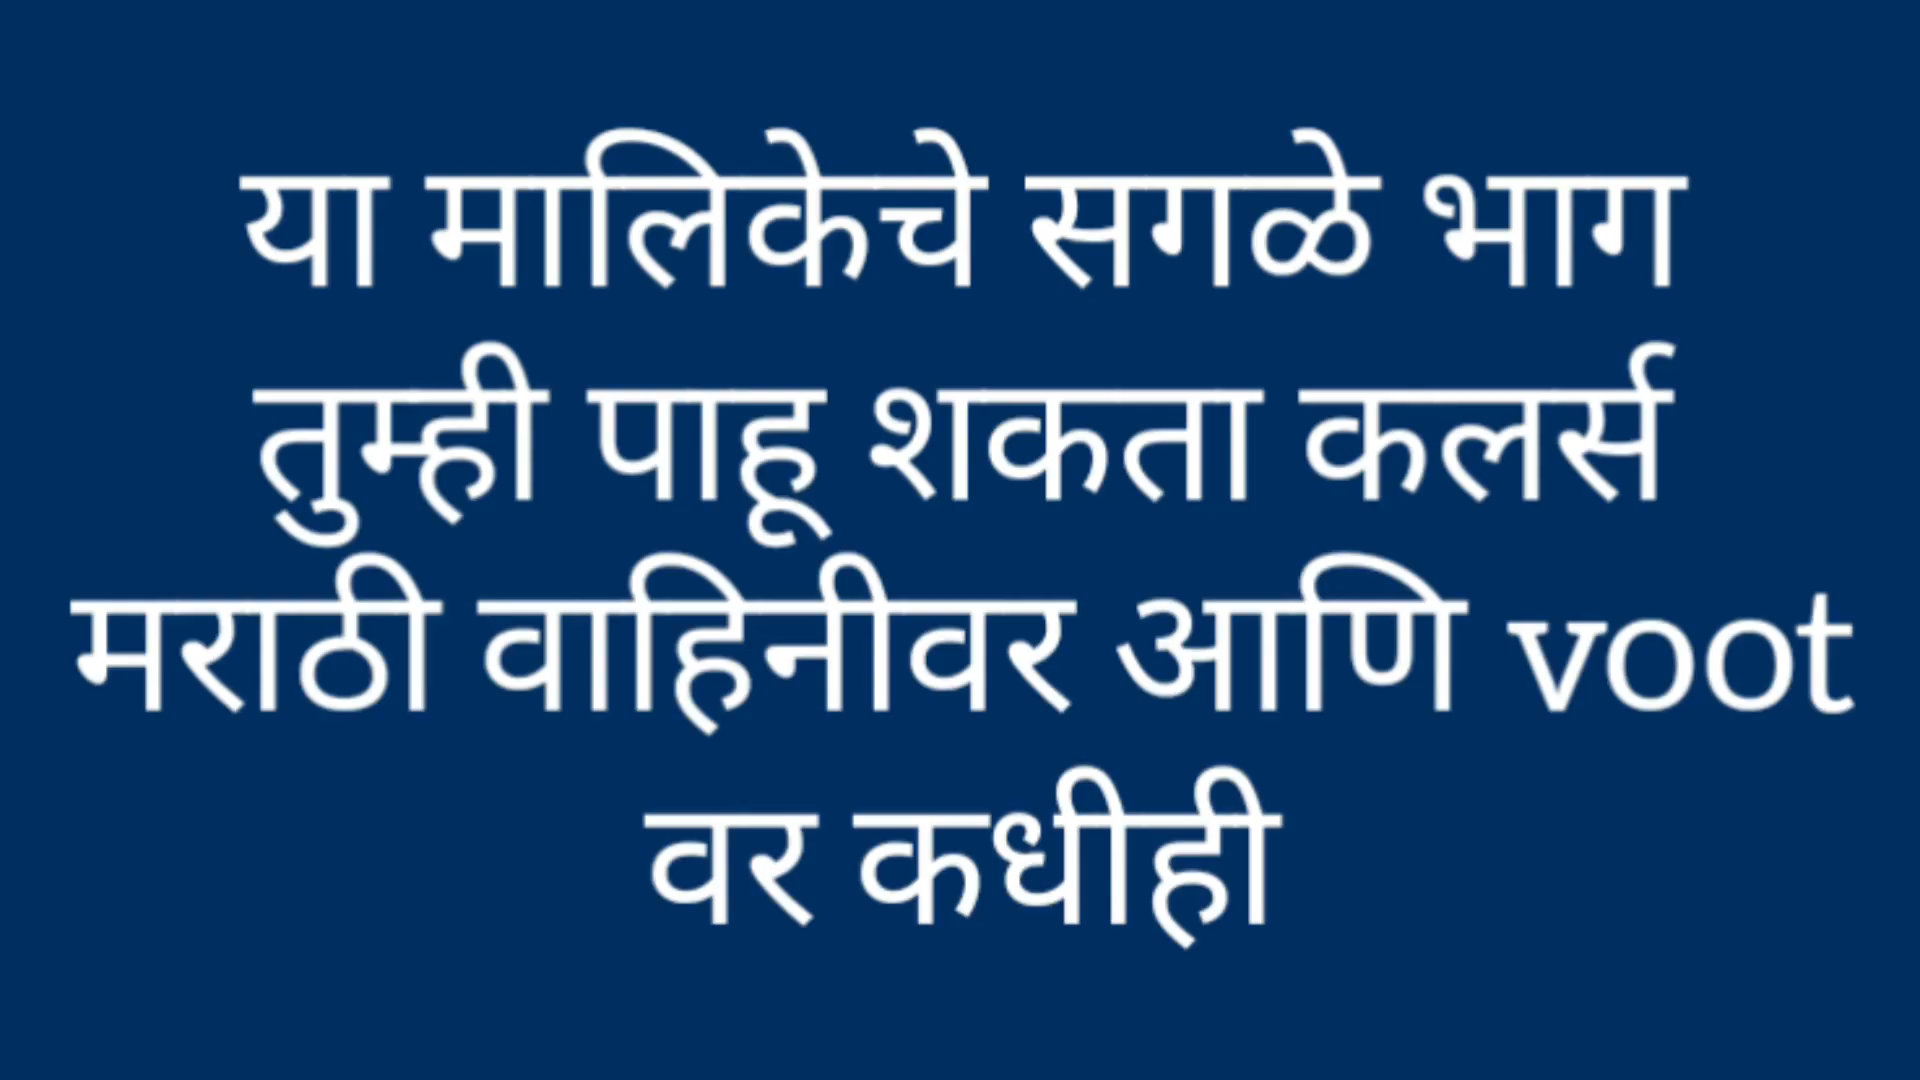 या मालिकेचे सगळे भाग
तुम्ही पाहू शकता कलर्स
मराठी वाहिनीवर आणि voot
वर कधीही